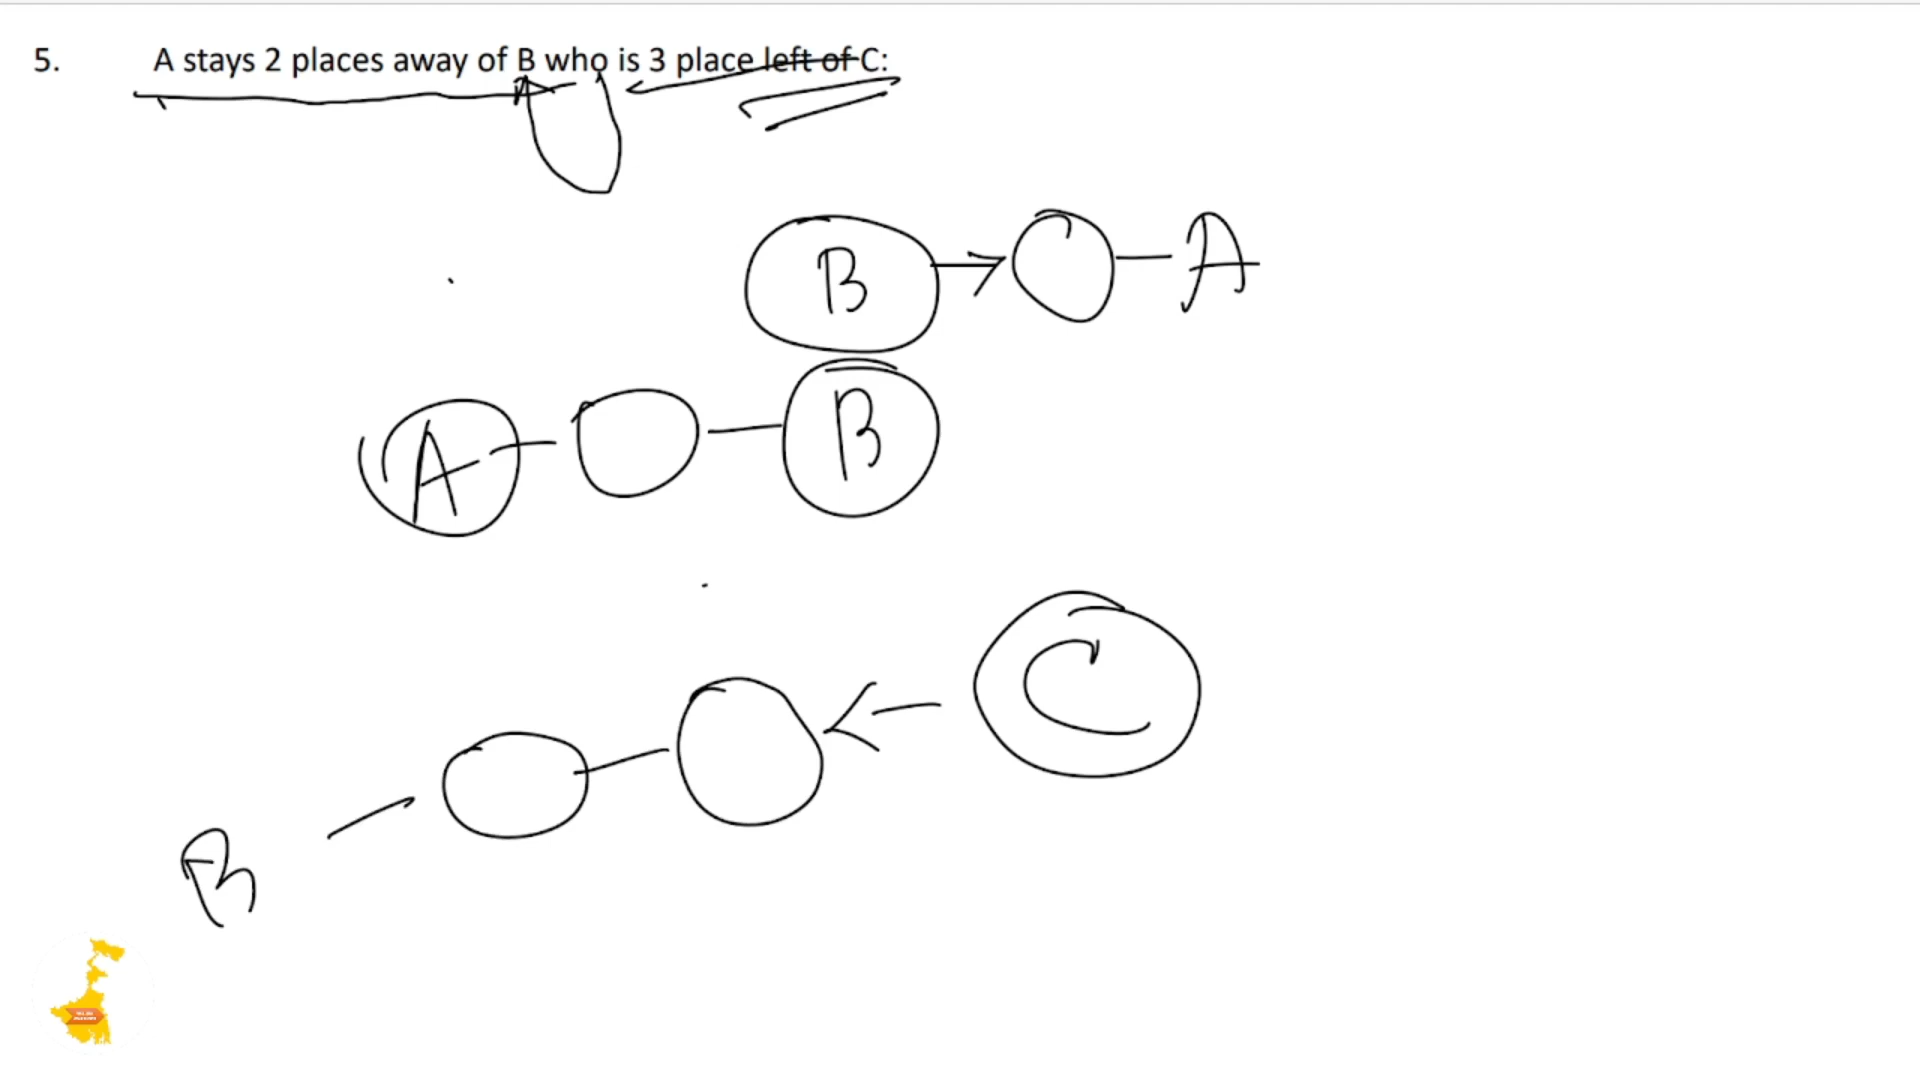 5. A stays 2 places away of B who is 3 place left of C:
B A
A B
C
B